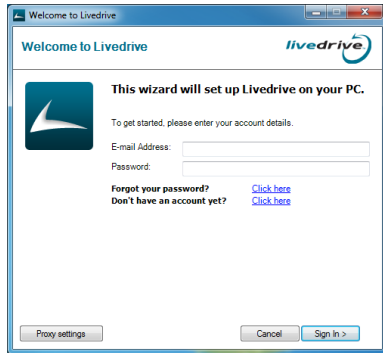 Welcome to Livedrive
Welcome to Livedrive
livedrive
This wizard will set up Livedrive on your PC.
To get started, please enter your account details.
E-mail Address:
Password:
Forgot your password? Click here
Don't have an account yet? Click here
Proxy settings Cancel Sign In >